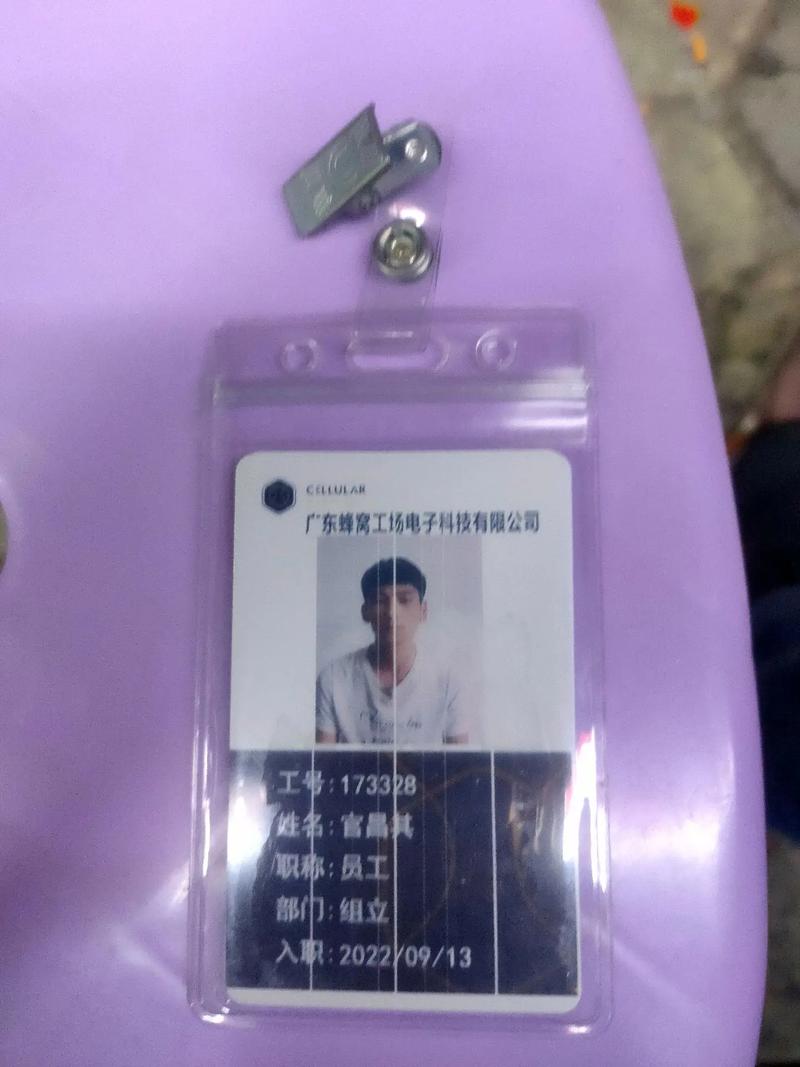 CELLULAR
广东蜂窝工场电子科技有限公司
工号:173328
姓名:官昌其
职称:员工
部门:组立
入职:2022/09/13